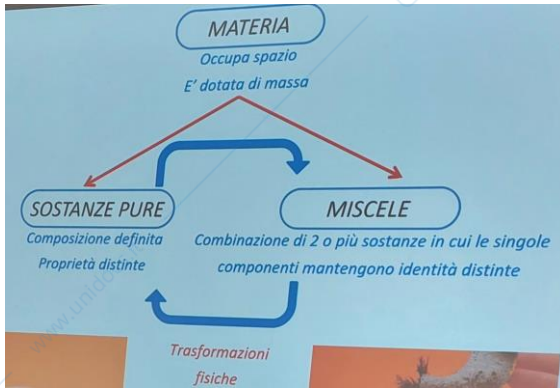 MATERIA
Occupa spazio
E' dotata di massa
SOSTANZE PURE
Composizione definita
Proprietà distinte
MISCELE
Combinazione di 2 o più sostanze in cui le singole
componenti mantengono identità distinte
Trasformazioni
fisiche